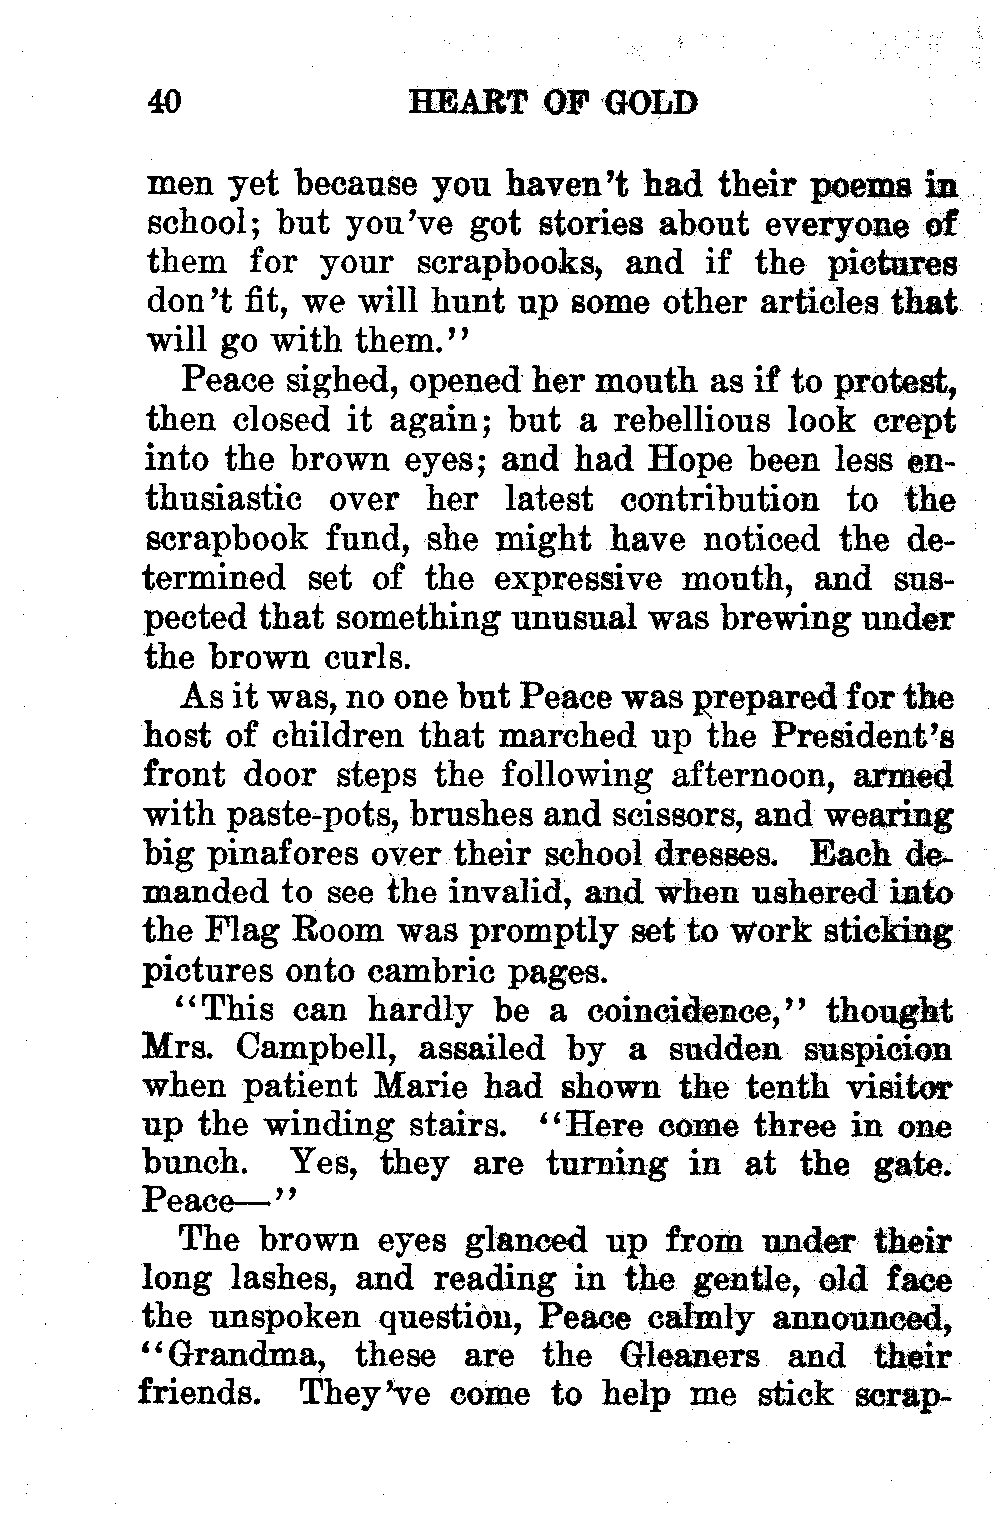 40 HEART OF GOLD
men yet because you haven't had their poems in
school; but you've got stories about everyone of
them for your scrapbooks, and if the pictures
don't fit, we will hunt up some other articles that
will go with them."
Peace sighed, opened her mouth as if to protest,
then closed it again; but a rebellious look crept
into the brown eyes; and had Hope been less en-
thusiastic over her latest contribution to the
scrapbook fund, she might have noticed the de-
termined set of the expressive mouth, and sus-
pected that something unusual was brewing under
the brown curls.
As it was, no one but Peace was prepared for the
host of children that marched up the President's
front door steps the following afternoon, armed
with paste-pots, brushes and scissors, and wearing
big pinafores over their school dresses. Each de-
manded to see the invalid, and when ushered into
the Flag Room was promptly set to work sticking
pictures onto cambric pages.
"This can hardly be a coincidence," thought
Mrs. Campbell, assailed by a sudden suspicion
when patient Marie had shown the tenth visitor
up the winding stairs. "Here come three in one
bunch. Yes, they are turning in at the gate.
Peace—"
The brown eyes glanced up from under their
long lashes, and reading in the gentle, old face
the unspoken question, Peace calmly announced,
"Grandma, these are the Gleaners and their
friends. They've come to help me stick scrap-